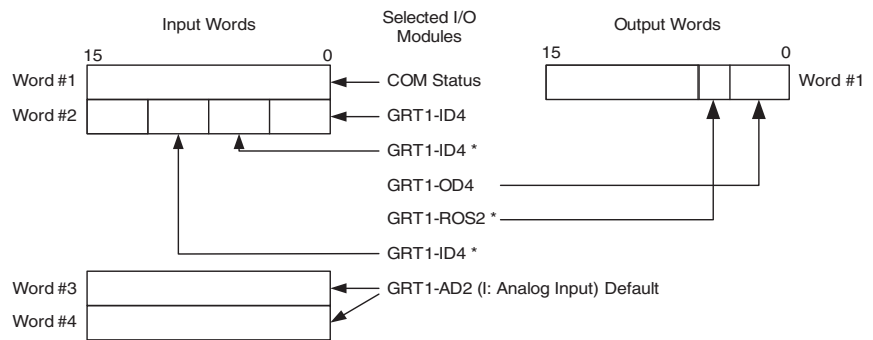 Input Words
Selected I/O
Modules
Output Words
15 0
15 0
Word #1
COM Status
Word #1
Word #2
GRT1-ID4
GRT1-ID4 *
GRT1-OD4
GRT1-ROS2 *
GRT1-ID4 *
Word #3
GRT1-AD2 (I: Analog Input) Default
Word #4